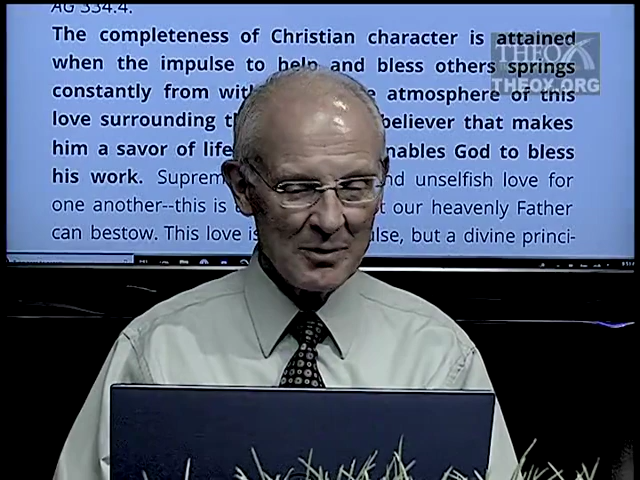 AG 334.4.
The completeness of Christian character is attained
when the impulse to help and bless others springs
constantly from with atmosphere of this
love surrounding th believer that makes
him a savor of life nables God to bless
his work. Suprem nd unselfish love for
one another--this is our heavenly Father
can bestow. This love is lse, but a divine princi-
THEOX
THEOX.ORG